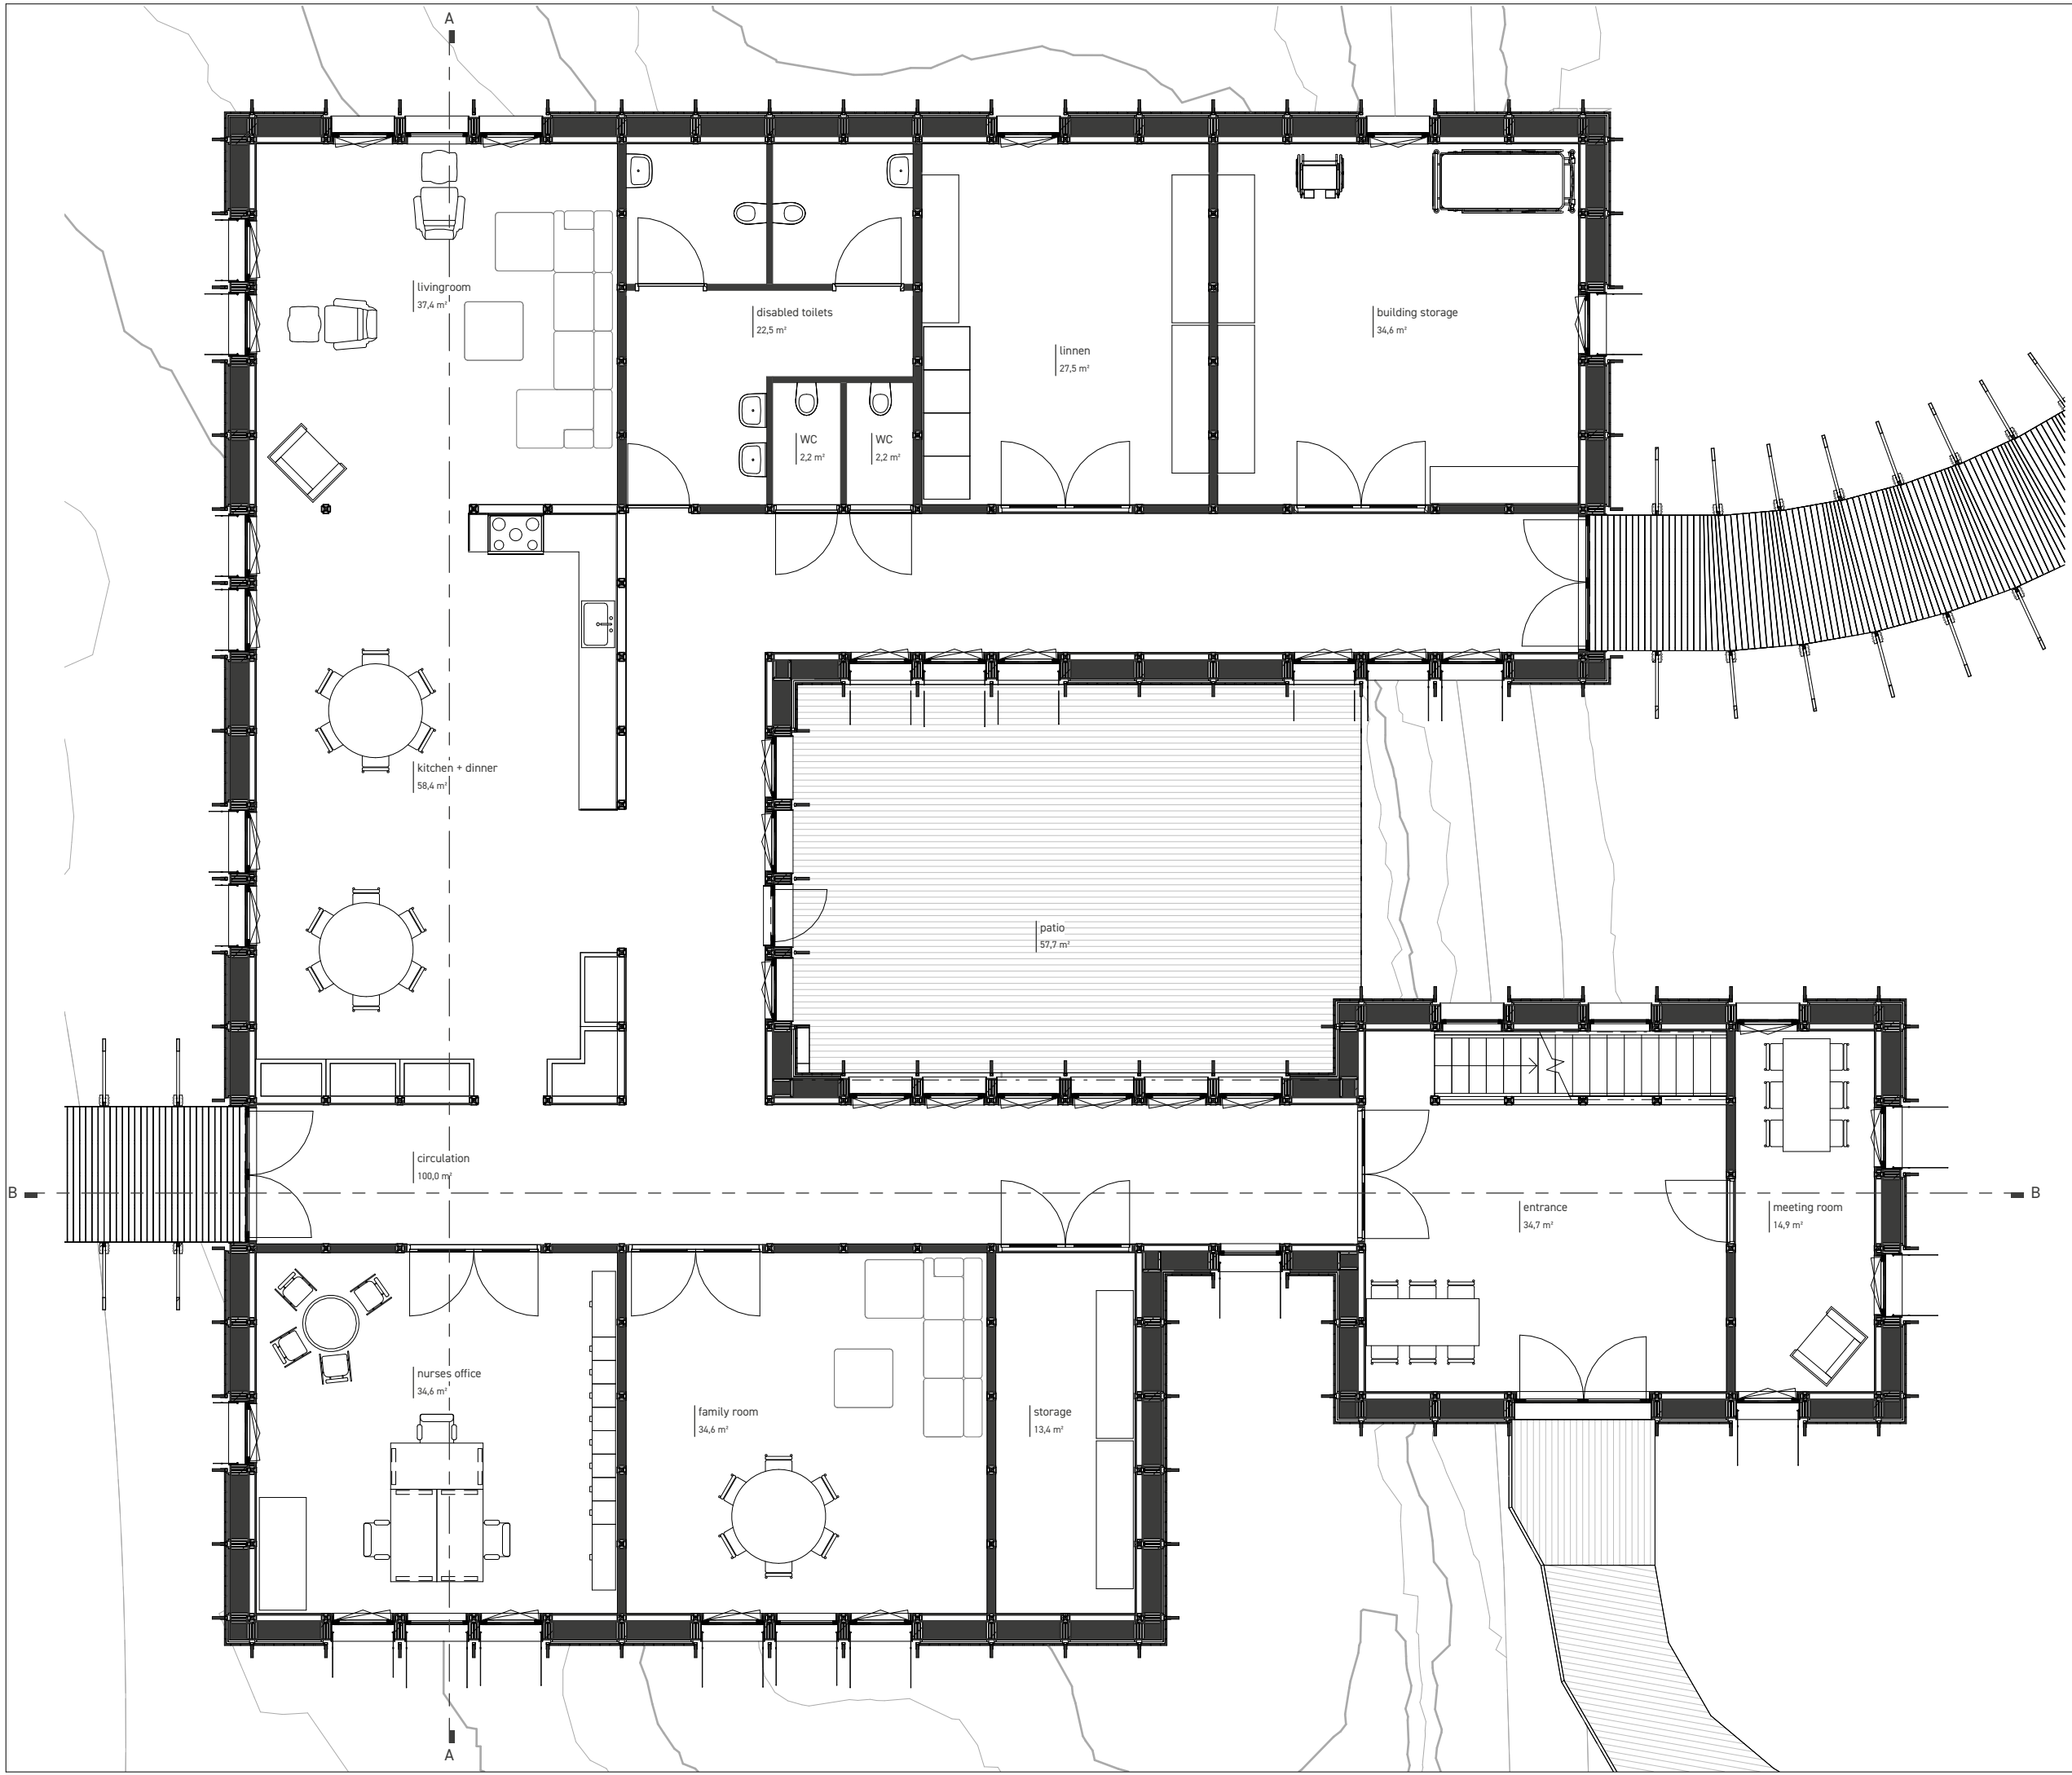 A
livingroom
37,4 m²
disabled toilets
22,5 m²
building storage
34,6 m²
linnen
27,5 m²
WC
2,2 m²
WC
2,2 m²
kitchen + dinner
58,4 m²
patio
57,7 m²
circulation
100,0 m²
B
B
entrance
34,7 m²
meeting room
14,9 m²
nurses office
34,6 m²
family room
34,6 m²
storage
13,4 m²
A